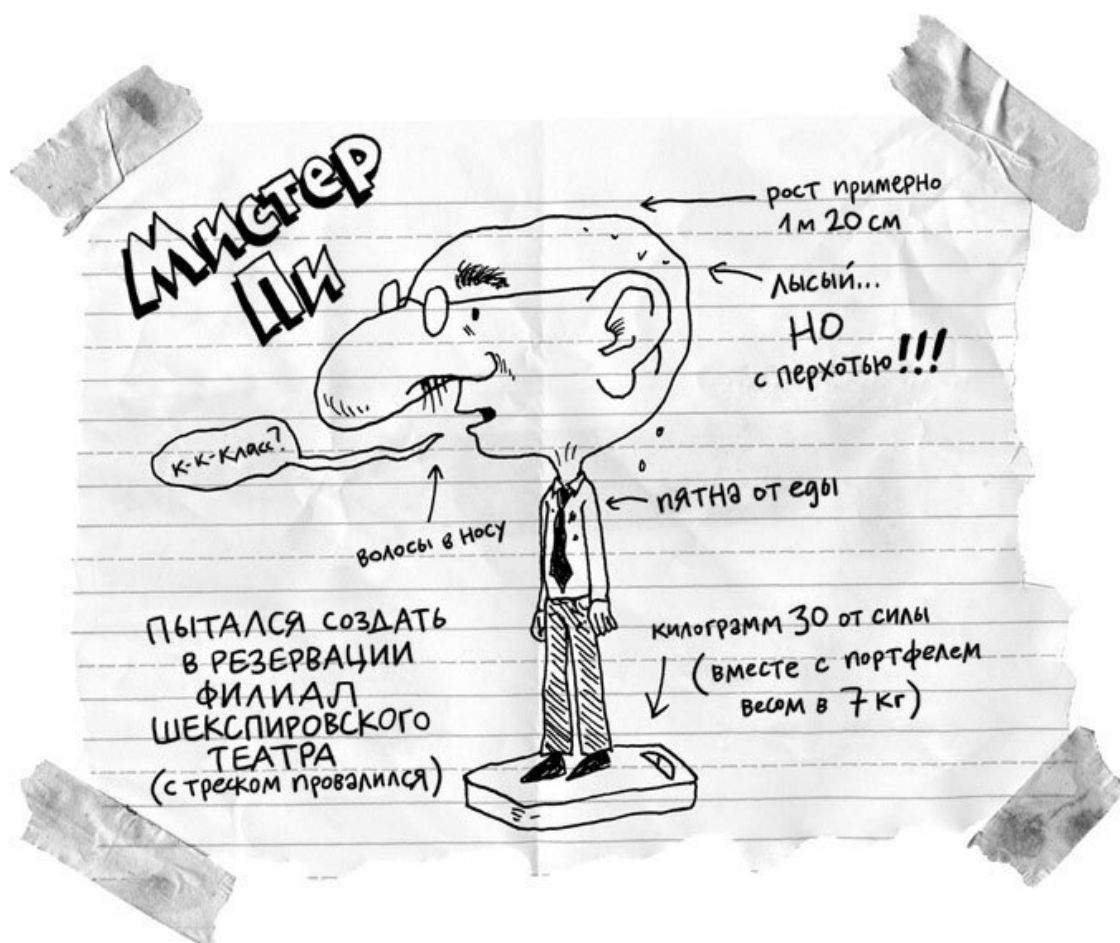 Мистер
Пи
рост примерно
1 м 20 см
лысый...
НО
с перхотью!!!
К-К-Класс?
волосы в носу
пятна от еды
ПЫТАЛСЯ СОЗДАТЬ
В РЕЗЕРВАЦИИ
ФИЛИАЛ
ШЕКСПИРОВСКОГО
ТЕАТРА
(с треском провалился)
килограмм 30 от силы
(вместе с портфелем
весом в 7 кг)